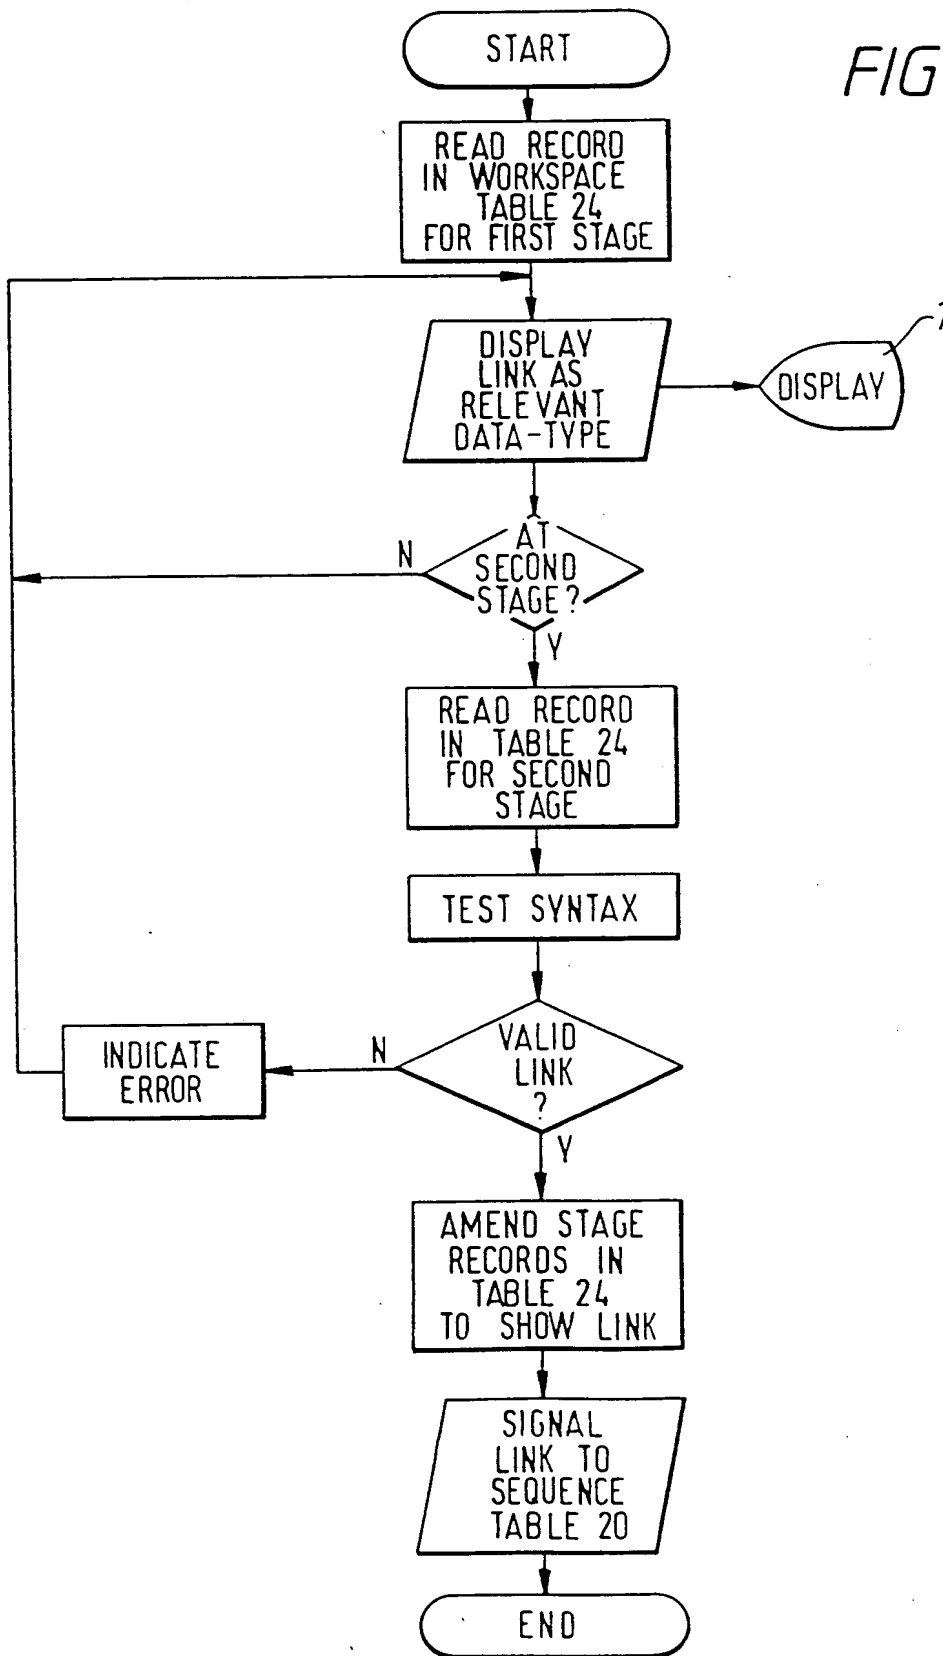 START
FIG
READ RECORD
IN WORKSPACE
TABLE 24
FOR FIRST STAGE
DISPLAY
LINK AS
RELEVANT
DATA-TYPE
DISPLAY
AT
SECOND
STAGE?
N
Y
READ RECORD
IN TABLE 24
FOR SECOND
STAGE
TEST SYNTAX
VALID
LINK
?
N
INDICATE
ERROR
Y
AMEND STAGE
RECORDS IN
TABLE 24
TO SHOW LINK
SIGNAL
LINK TO
SEQUENCE
TABLE 20
END